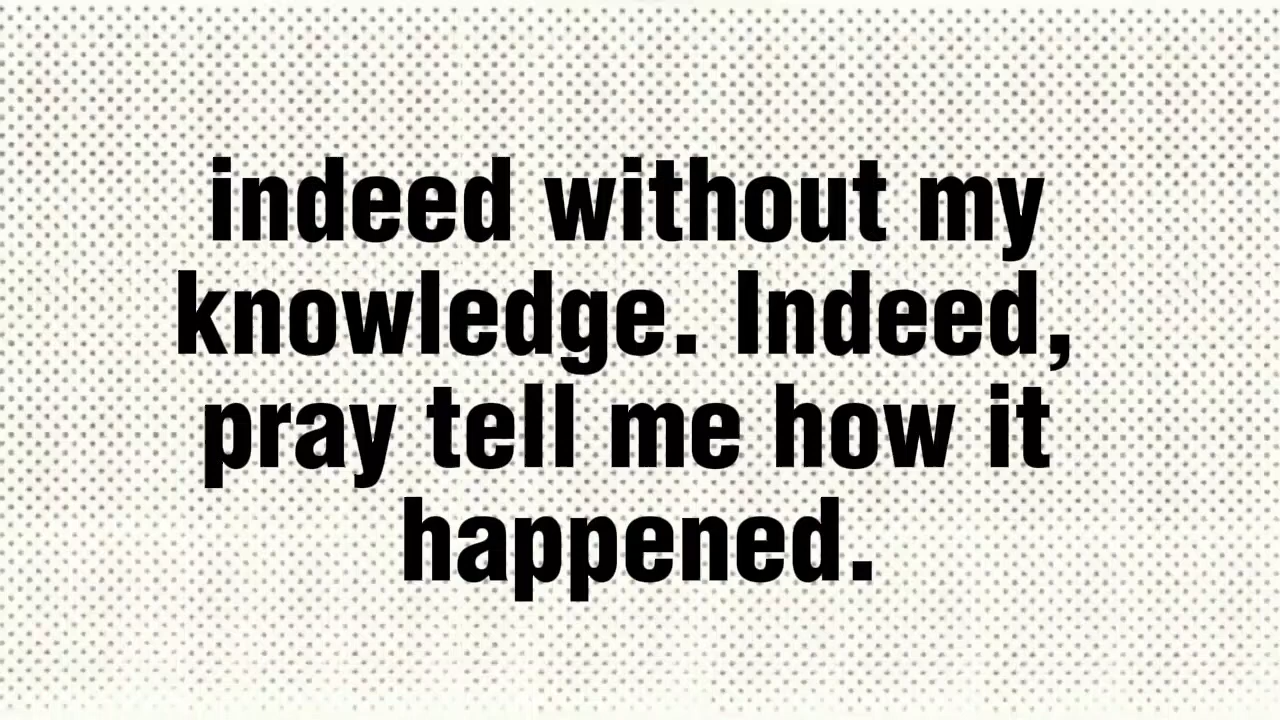 indeed without my
knowledge. Indeed,
pray tell me how it
happened.